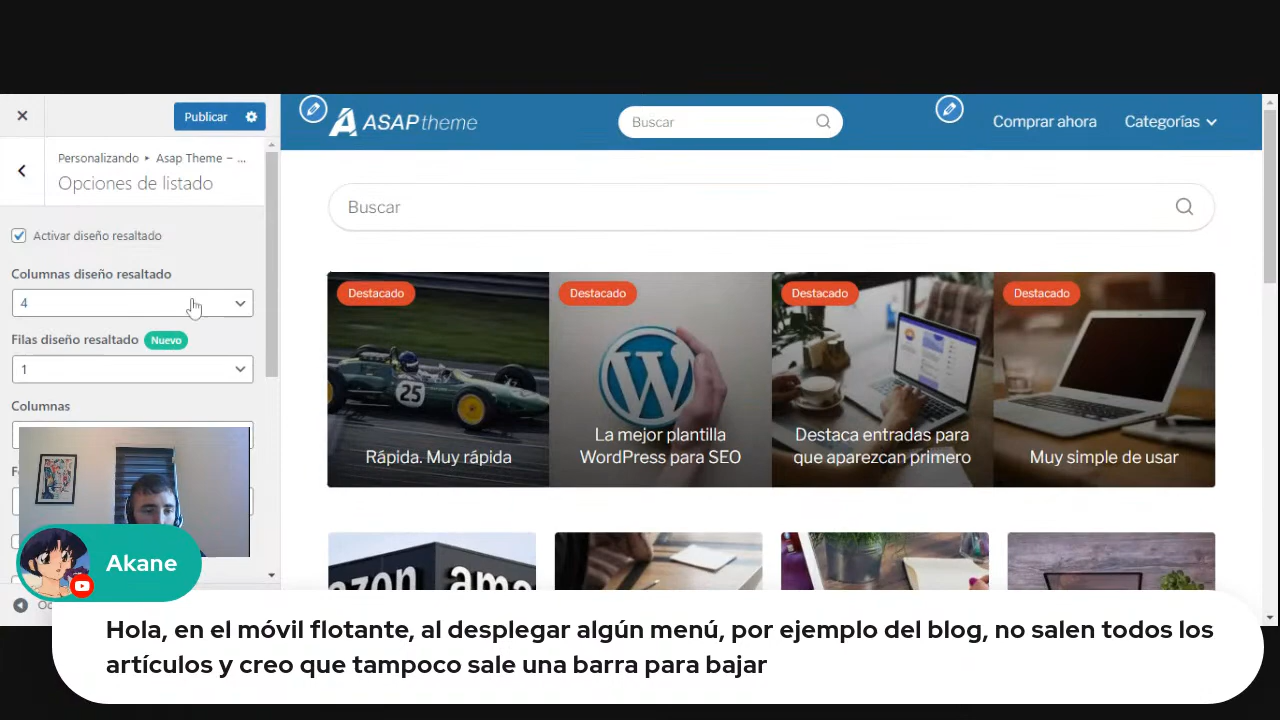 Publicar
ASAP theme
Buscar
Comprar ahora
Categorías
Personalizando ▸ Asap Theme – ...
Opciones de listado
Activar diseño resaltado
Columnas diseño resaltado
4
Filas diseño resaltado Nuevo
1
Columnas
Buscar
Destacado
Destacado
Destacado
Destacado
25
Rápida. Muy rápida
La mejor plantilla
WordPress para SEO
Destaca entradas para
que aparezcan primero
Muy simple de usar
Akane
Hola, en el móvil flotante, al desplegar algún menú, por ejemplo del blog, no salen todos los
artículos y creo que tampoco sale una barra para bajar